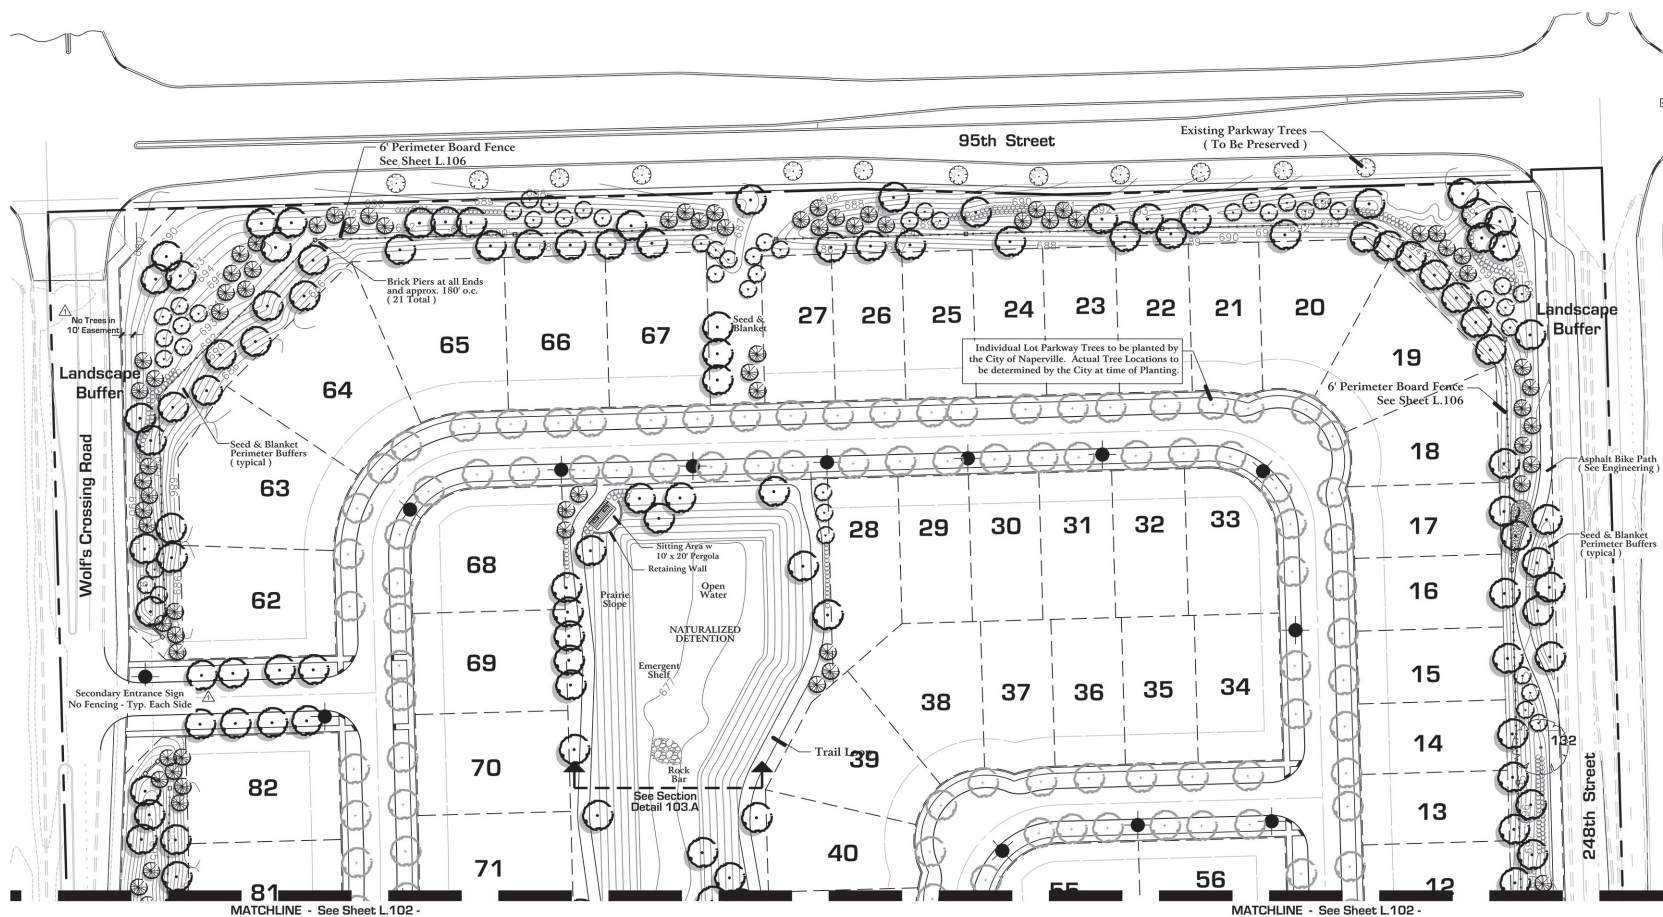 95th Street
Existing Parkway Trees
( To Be Preserved )
6' Perimeter Board Fence
See Sheet L.106
Brick Piers at all Ends
and approx. 180' o.c.
( 21 Total )
No Trees in
10' Easement
Landscape
Buffer
Landscape
Buffer
65
66
67
Seed &
Blanket
27
26
25
24
23
22
21
20
19
Individual Lot Parkway Trees to be planted by
the City of Naperville. Actual Tree Locations to
be determined by the City at time of Planting.
6' Perimeter Board Fence
See Sheet L.106
64
Seed & Blanket
Perimeter Buffers
( typical )
Wolf's Crossing Road
63
18
Asphalt Bike Path
( See Engineering )
28
29
30
31
32
33
17
Seed & Blanket
Perimeter Buffers
( typical )
Sitting Area w
10' x 20' Pergola
Retaining Wall
68
Prairie
Slope
Open
Water
62
16
NATURALIZED
DETENTION
69
Emergent
Shelf
677
38
37
36
35
34
15
Secondary Entrance Sign
No Fencing - Typ. Each Side
Trail Loop
39
14
132
70
Rock
Bar
82
See Section
Detail 103.A
13
248th Street
40
71
81
55
56
12
MATCHLINE - See Sheet L.102 -
MATCHLINE - See Sheet L.102 -